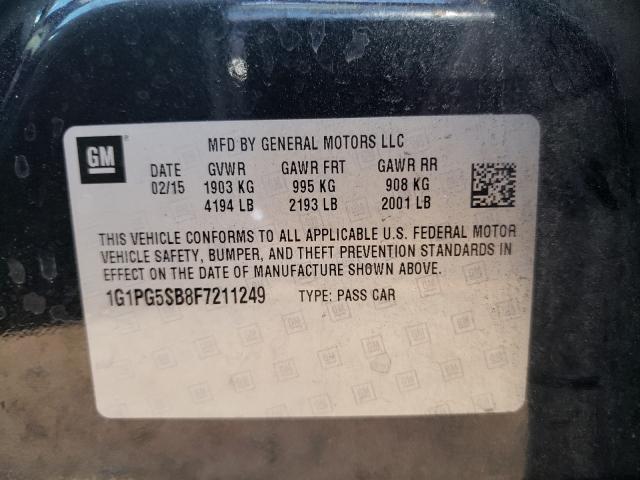 GM
MFD BY GENERAL MOTORS LLC
DATE GVWR GAWR FRT GAWR RR
02/15 1903 KG 995 KG 908 KG
4194 LB 2193 LB 2001 LB
THIS VEHICLE CONFORMS TO ALL APPLICABLE U.S. FEDERAL MOTOR
VEHICLE SAFETY, BUMPER, AND THEFT PREVENTION STANDARDS IN
EFFECT ON THE DATE OF MANUFACTURE SHOWN ABOVE.
1G1PG5SB8F7211249 TYPE: PASS CAR